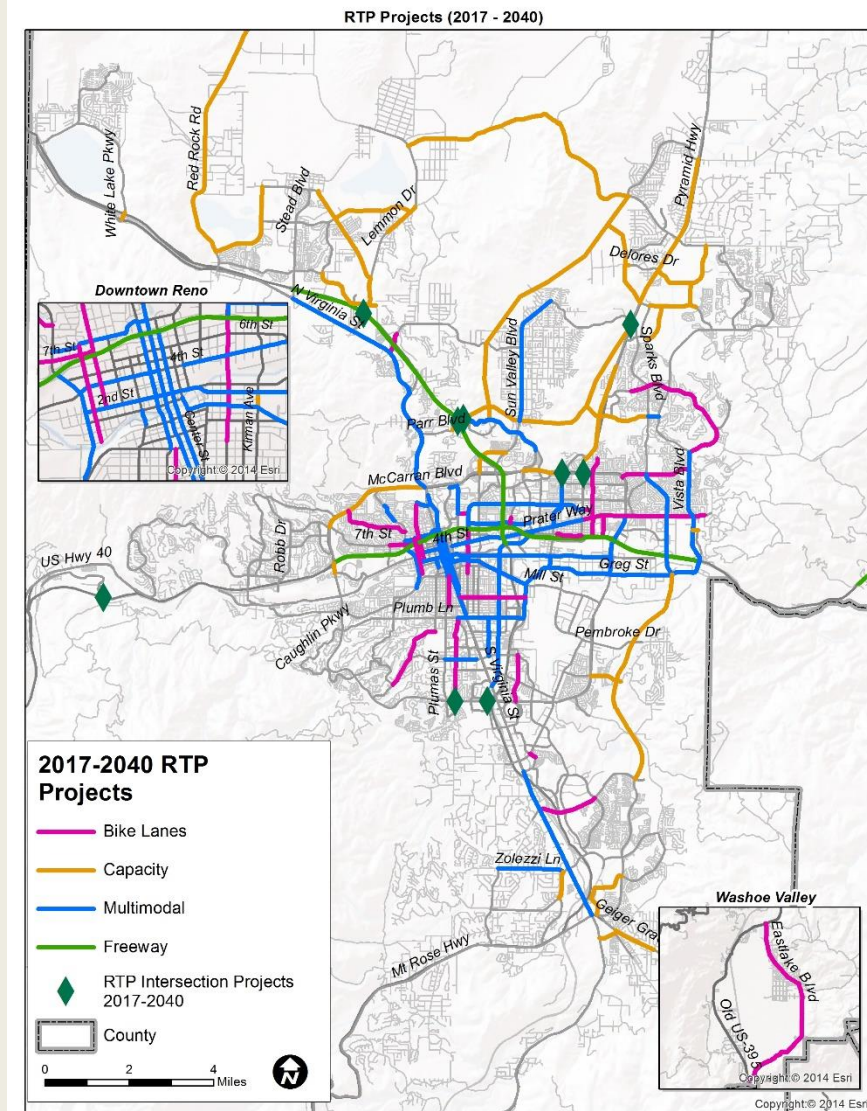 RTP Projects (2017 - 2040)
Red Rock Rd
White Lake Pkwy
Stead Blvd
Lemmon Dr
Pyramid Hwy
Delores Dr
N Virginia St
Sparks Blvd
Sun Valley Blvd
Parr Blvd
McCarran Blvd
Vista Blvd
Prater Way
7th St
4th St
Robb Dr
US Hwy 40
Greg St
Mill St
Plumb Ln
Caughlin Pkwy
Pembroke Dr
Plumas St
S Virginia St
Zolezzi Ln
Mt Rose Hwy
Geiger Gra
Downtown Reno
6th St
7th St
4th St
2nd St
Center St
Kirman Ave
Copyright:© 2014 Esri
2017-2040 RTP
Projects
Bike Lanes
Capacity
Multimodal
Freeway
RTP Intersection Projects
2017-2040
County
0 2 4
Miles
N
Washoe Valley
Eastlake Blvd
Old US-395
Copyright:© 2014 Esri
Copyright:© 2014 Esri